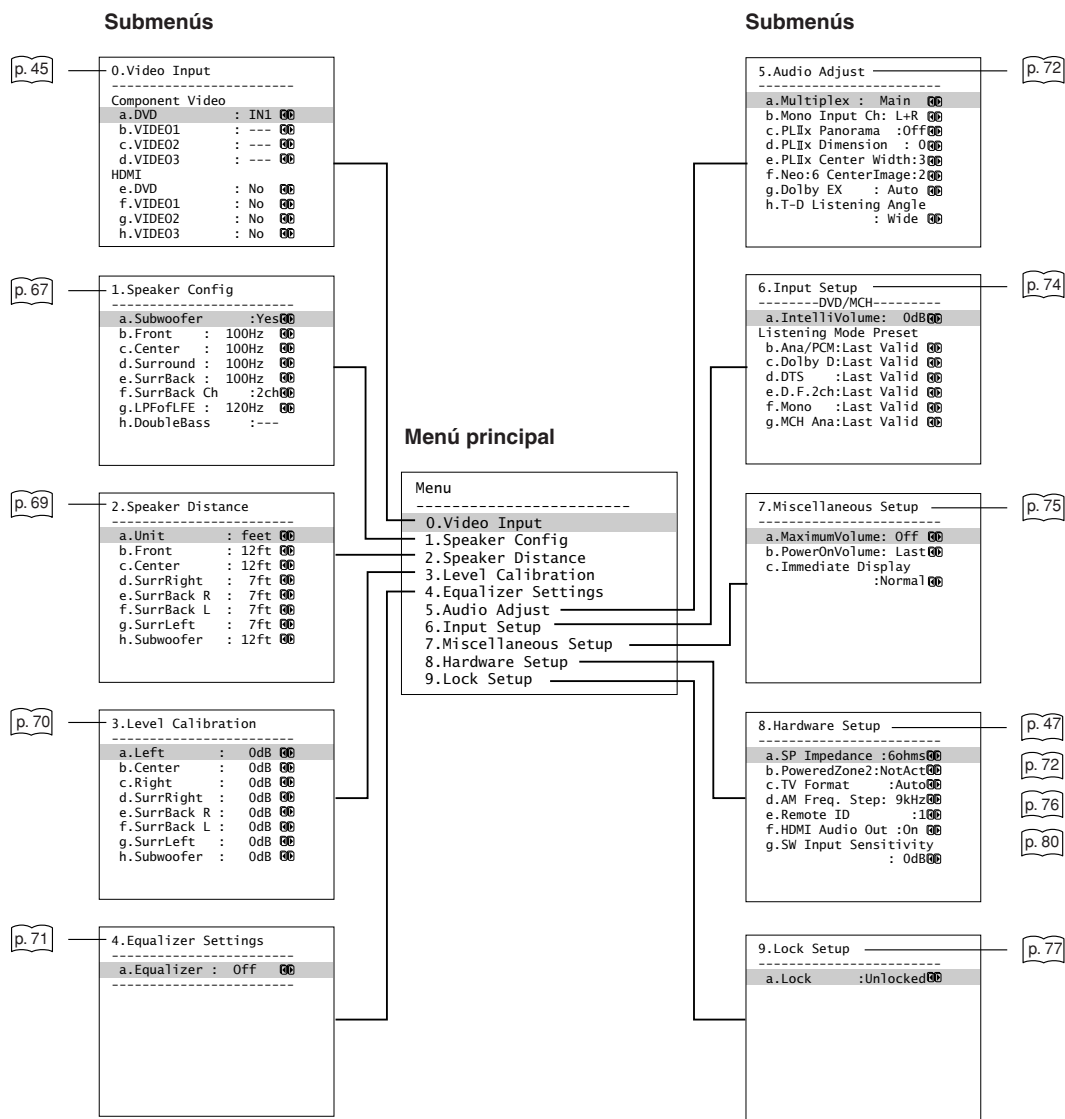 Submenús
p. 45
0.Video Input
------------------------
Component Video
a.DVD : IN1
b.VIDEO1 : ---
c.VIDEO2 : ---
d.VIDEO3 : ---
HDMI
e.DVD : No
f.VIDEO1 : No
g.VIDEO2 : No
h.VIDEO3 : No
p. 67
1.Speaker Config
------------------------
a.Subwoofer :Yes
b.Front : 100Hz
c.Center : 100Hz
d.Surround : 100Hz
e.SurrBack : 100Hz
f.SurrBack Ch :2ch
g.LPFofLFE : 120Hz
h.DoubleBass :---
p. 69
2.Speaker Distance
------------------------
a.Unit : feet
b.Front : 12ft
c.Center : 12ft
d.SurrRight : 7ft
e.SurrBack R : 7ft
f.SurrBack L : 7ft
g.SurrLeft : 7ft
h.Subwoofer : 12ft
p. 70
3.Level Calibration
------------------------
a.Left : 0dB
b.Center : 0dB
c.Right : 0dB
d.SurrRight : 0dB
e.SurrBack R : 0dB
f.SurrBack L : 0dB
g.SurrLeft : 0dB
h.Subwoofer : 0dB
p. 71
4.Equalizer Settings
------------------------
a.Equalizer : Off
------------------------
Menú principal
Menu
------------------------
0.Video Input
1.Speaker Config
2.Speaker Distance
3.Level Calibration
4.Equalizer Settings
5.Audio Adjust
6.Input Setup
7.Miscellaneous Setup
8.Hardware Setup
9.Lock Setup
Submenús
5.Audio Adjust
p. 72
------------------------
a.Multiplex : Main
b.Mono Input Ch: L+R
c.PLⅡx Panorama :Off
d.PLⅡx Dimension : 0
e.PLⅡx Center Width:3
f.Neo:6 CenterImage:2
g.Dolby EX : Auto
h.T-D Listening Angle
: Wide
6.Input Setup
p. 74
--------DVD/MCH---------
a.IntelliVolume: 0dB
Listening Mode Preset
b.Ana/PCM:Last Valid
c.Dolby D:Last Valid
d.DTS :Last Valid
e.D.F.2ch:Last Valid
f.Mono :Last Valid
g.MCH Ana:Last Valid
7.Miscellaneous Setup
p. 75
------------------------
a.MaximumVolume: Off
b.PowerOnVolume: Last
c.Immediate Display
:Normal
8.Hardware Setup
p. 47
p. 72
p. 76
p. 80
------------------------
a.SP Impedance :6ohms
b.PoweredZone2:NotAct
c.TV Format :Auto
d.AM Freq. Step: 9kHz
e.Remote ID :1
f.HDMI Audio Out :On
g.SW Input Sensitivity
: 0dB
9.Lock Setup
p. 77
------------------------
a.Lock :Unlocked